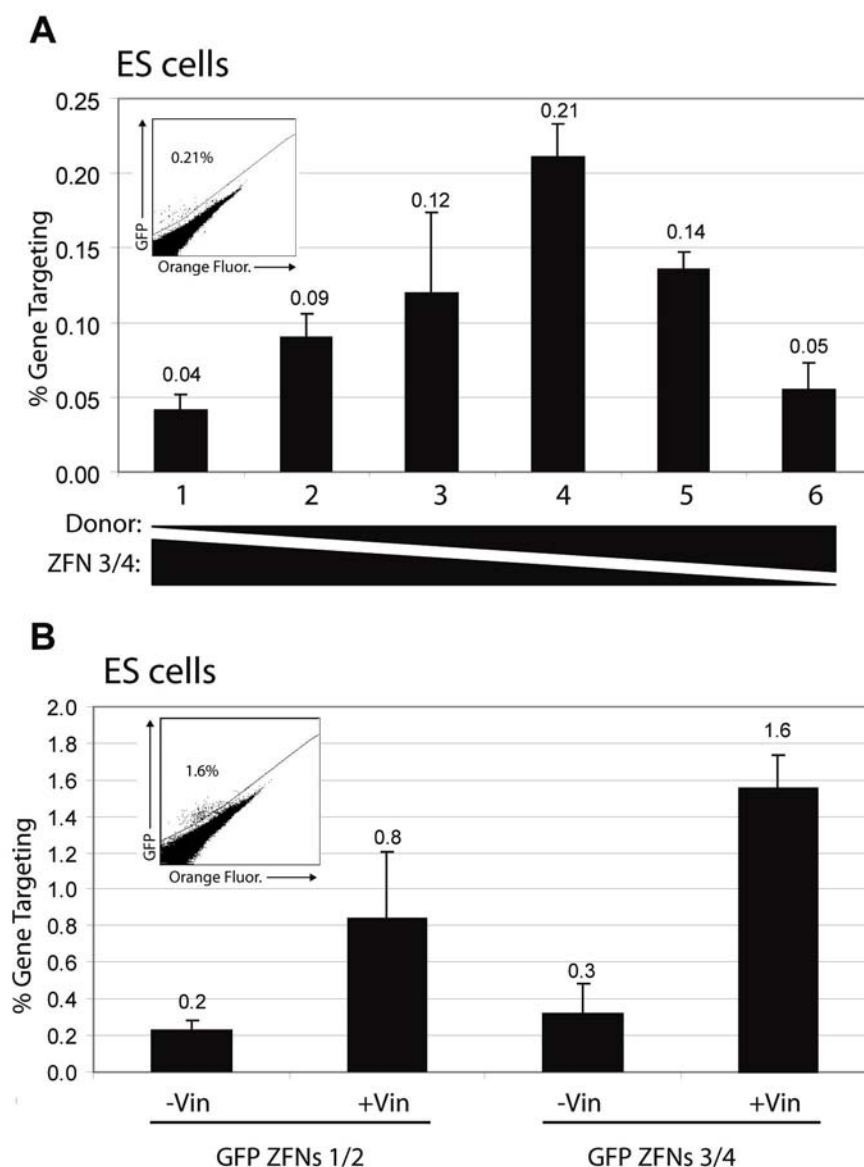 A
ES cells
% Gene Targeting
0.25
0.20
0.15
0.10
0.05
0.00
GFP
0.21%
Orange Fluor.
0.04
0.09
0.12
0.21
0.14
0.05
1 2 3 4 5 6
Donor:
ZFN 3/4:
B
ES cells
% Gene Targeting
2.0
1.8
1.6
1.4
1.2
1.0
0.8
0.6
0.4
0.2
0.0
GFP
1.6%
Orange Fluor.
0.2
0.8
0.3
1.6
-Vin +Vin -Vin +Vin
GFP ZFNs 1/2 GFP ZFNs 3/4